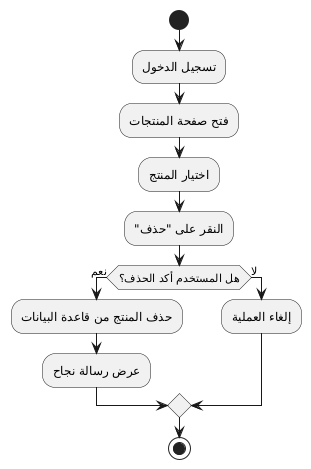 تسجيل الدخول
فتح صفحة المنتجات
اختيار المنتج
النقر على "حذف"
هل المستخدم أكد الحذف؟
نعم
لا
حذف المنتج من قاعدة البيانات
إلغاء العملية
عرض رسالة نجاح